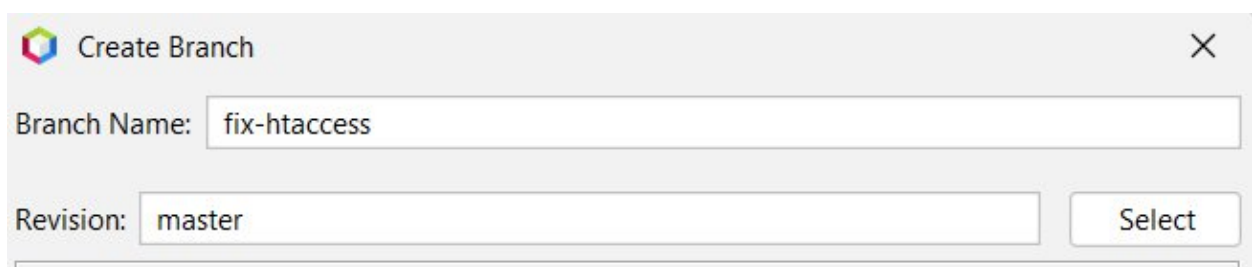 Create Branch
Branch Name: fix-htaccess
Revision: master Select